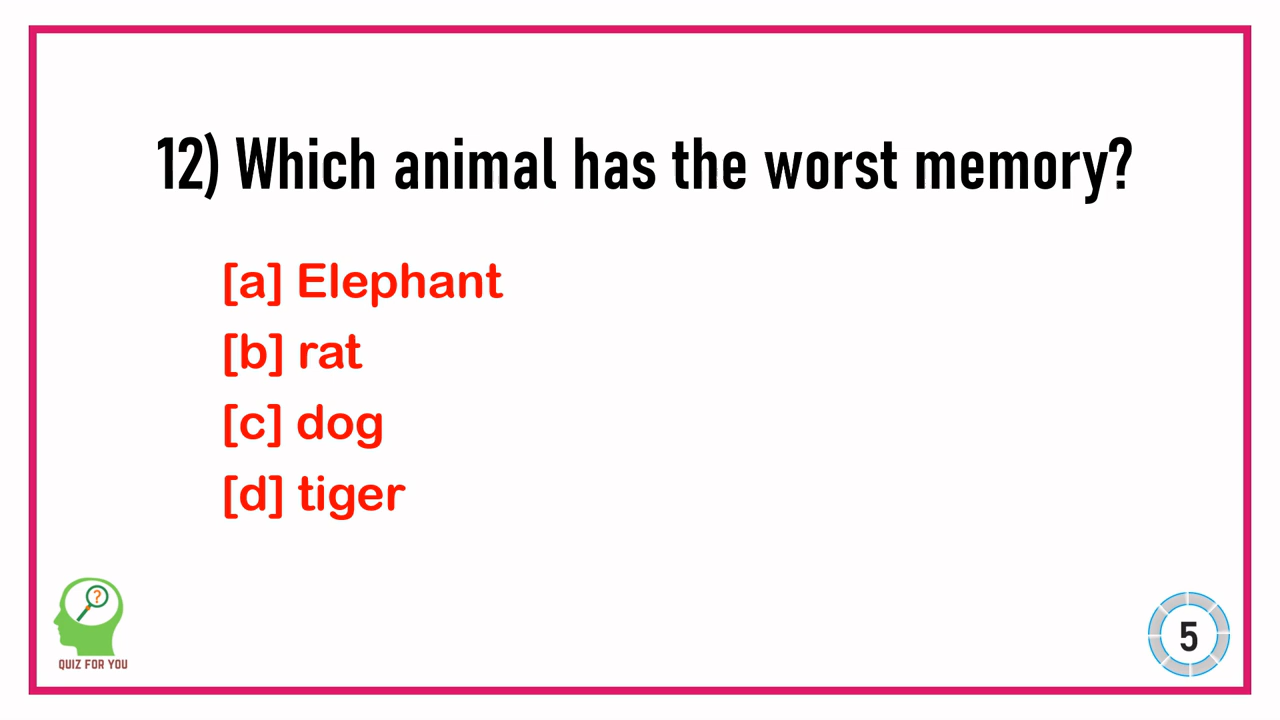 12) Which animal has the worst memory?
[a] Elephant
[b] rat
[c] dog
[d] tiger
?
QUIZ FOR YOU
5